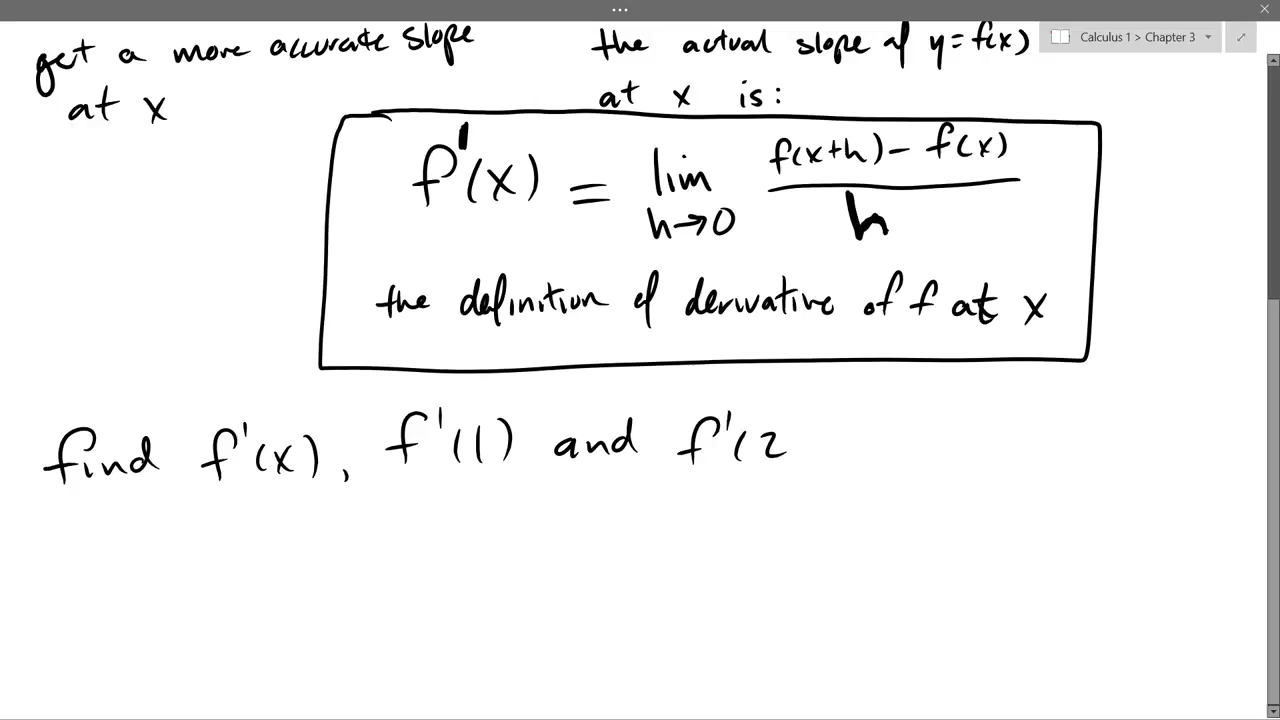 get a more accurate slope
at x
the actual slope of y=f(x)
at x is:
Calculus 1 > Chapter 3
f'(x) = lim h→0 f(x+h) - f(x) / h
the definition of derivative of f at x
find f'(x), f'(1) and f'(2